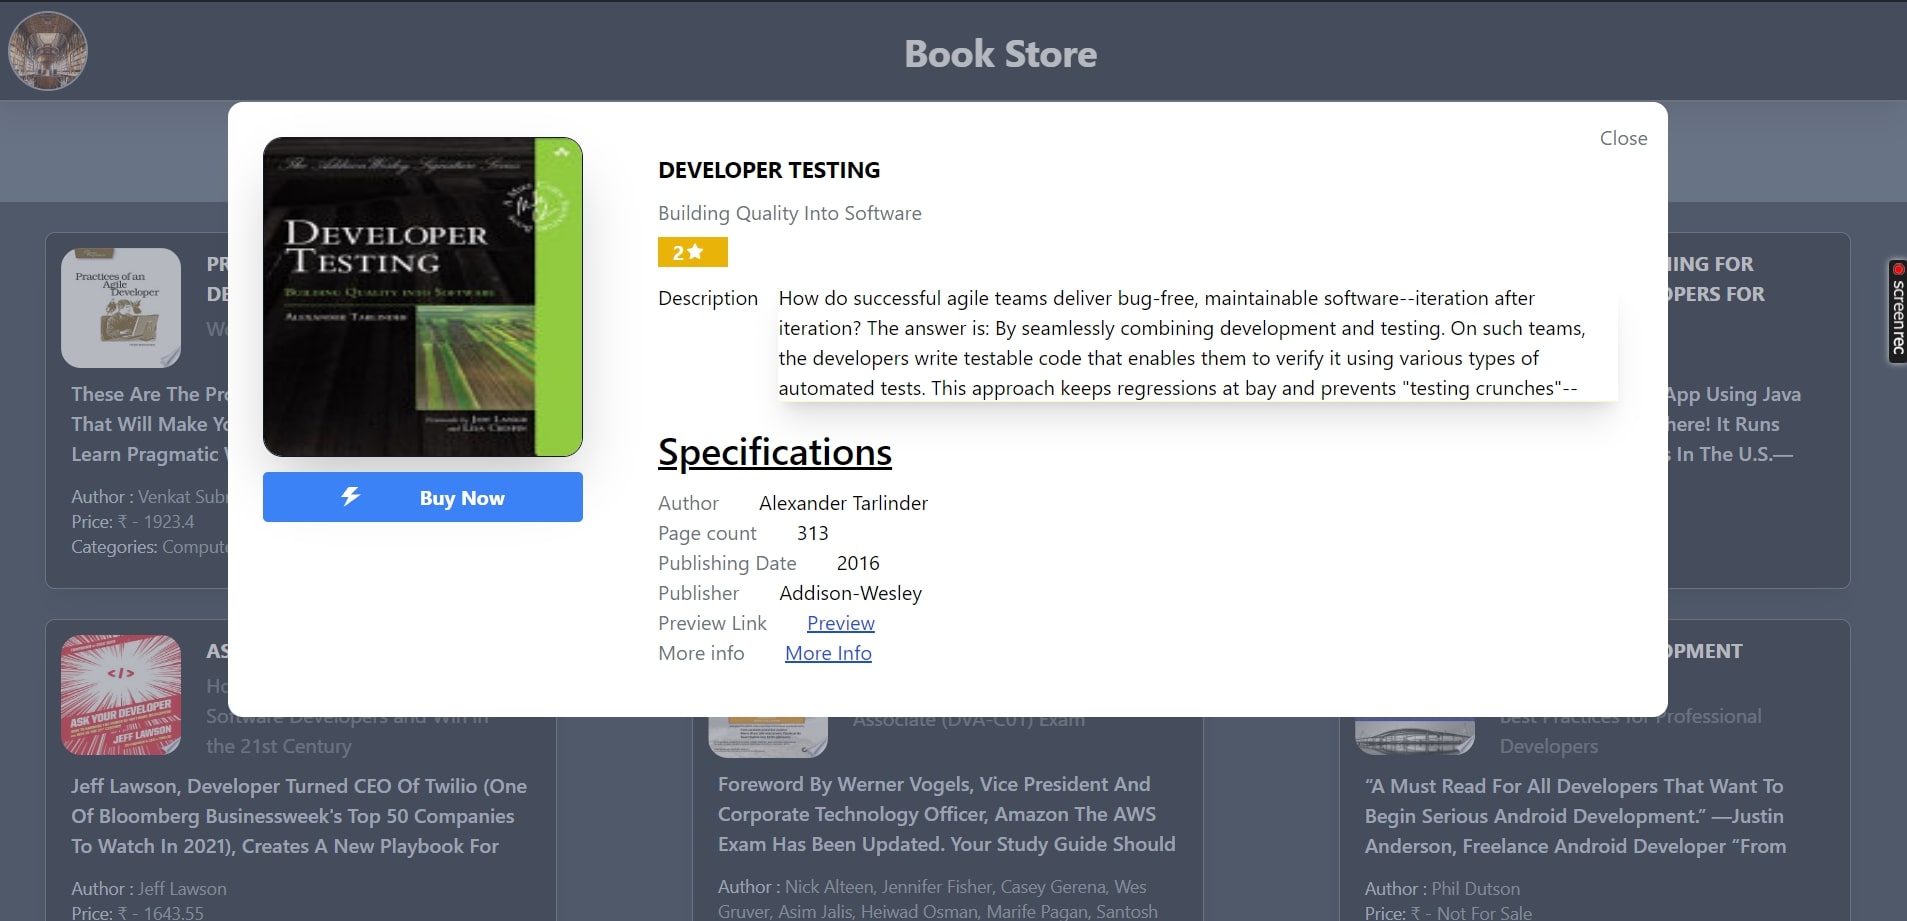 Book Store
Close
DEVELOPER TESTING
Building Quality Into Software
2
Description
How do successful agile teams deliver bug-free, maintainable software--iteration after
iteration? The answer is: By seamlessly combining development and testing. On such teams,
the developers write testable code that enables them to verify it using various types of
automated tests. This approach keeps regressions at bay and prevents "testing crunches"--
Specifications
Author Alexander Tarlinder
Page count 313
Publishing Date 2016
Publisher Addison-Wesley
Preview Link Preview
More info More Info
The Addison Wesley Signature Series
DEVELOPER
TESTING
BUILDING QUALITY INTO SOFTWARE
ALEXANDER TARLINDER
Buy Now
Practices of an
Agile
Developer
PR
DE
Wo
These Are The Pro
That Will Make Yo
Learn Pragmatic
Author : Venkat Sub
Price: ₹ - 1923.4
Categories: Compute
ING FOR
OPERS FOR
App Using Java
here! It Runs
s In The U.S.—
screenrec
</>
ASK YOUR DEVELOPER
JEFF LAWSON
AS
Ho
Software Developers and Win in
the 21st Century
Jeff Lawson, Developer Turned CEO Of Twilio (One
Of Bloomberg Businessweek's Top 50 Companies
To Watch In 2021), Creates A New Playbook For
Author : Jeff Lawson
Price: ₹ - 1643.55
Associate (DVA-C01) Exam
Foreword By Werner Vogels, Vice President And
Corporate Technology Officer, Amazon The AWS
Exam Has Been Updated. Your Study Guide Should
Author : Nick Alteen, Jennifer Fisher, Casey Gerena, Wes
Gruver, Asim Jalis, Heiwad Osman, Marife Pagan, Santosh
OPMENT
Best Practices for Professional
Developers
“A Must Read For All Developers That Want To
Begin Serious Android Development.” —Justin
Anderson, Freelance Android Developer “From
Author : Phil Dutson
Price: ₹ - Not For Sale